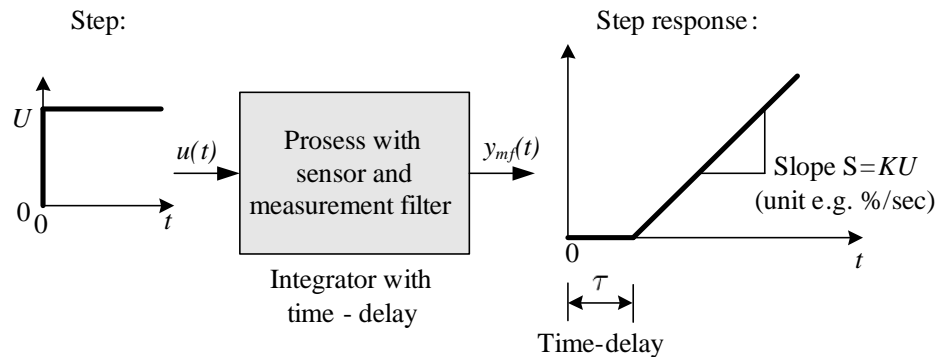 Step:
Step response:
U
0
0
t
u(t)
Prosess with
sensor and
measurement filter
y_mf(t)
Integrator with
time - delay
Slope S=KU
(unit e.g. %/sec)
0
t
τ
Time-delay